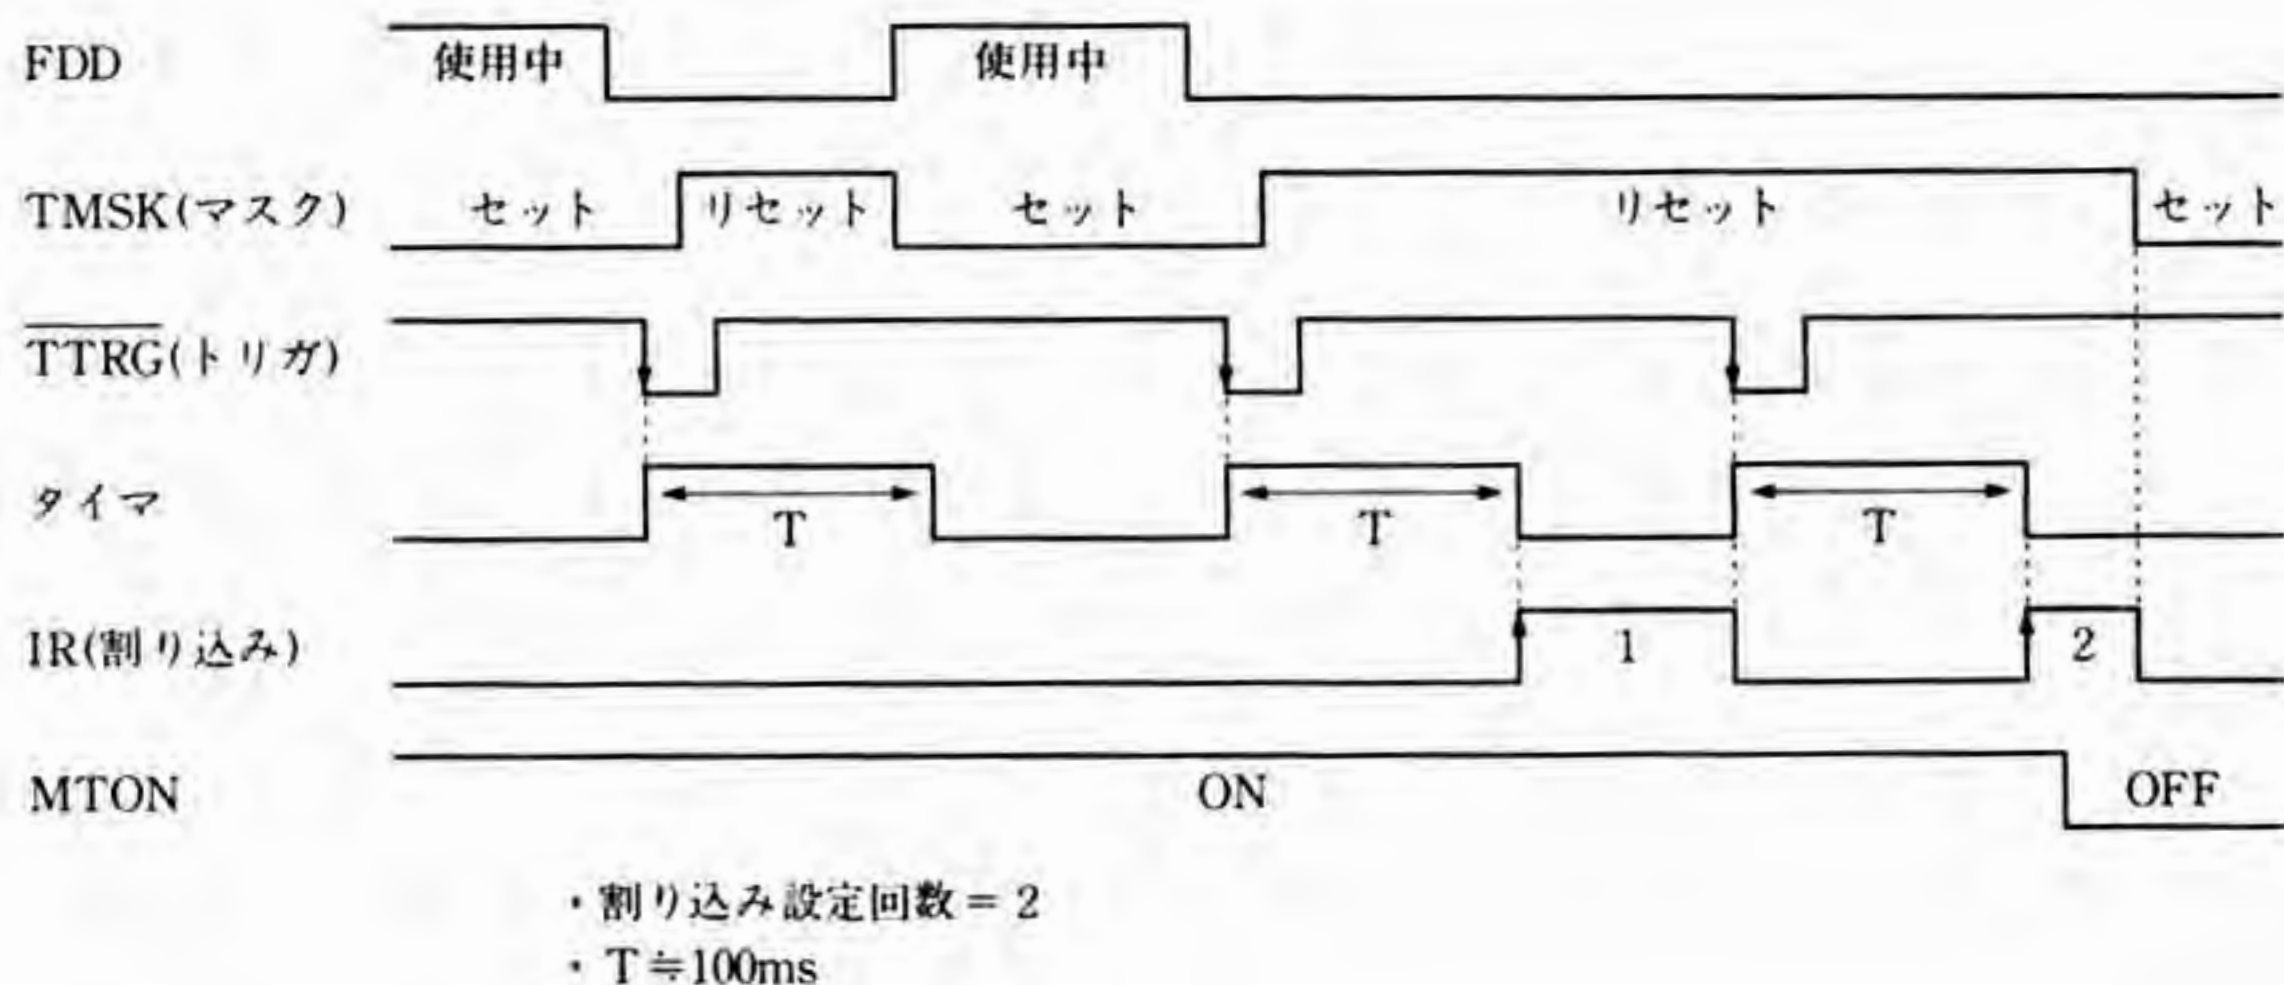 FDD 使用中 使用中
TMSK(マスク) セット リセット セット リセット セット
TTRG(トリガ)
タイマ T T T
IR(割り込み) 1 2
MTON ON OFF
・割り込み設定回数 = 2
・T≒100ms